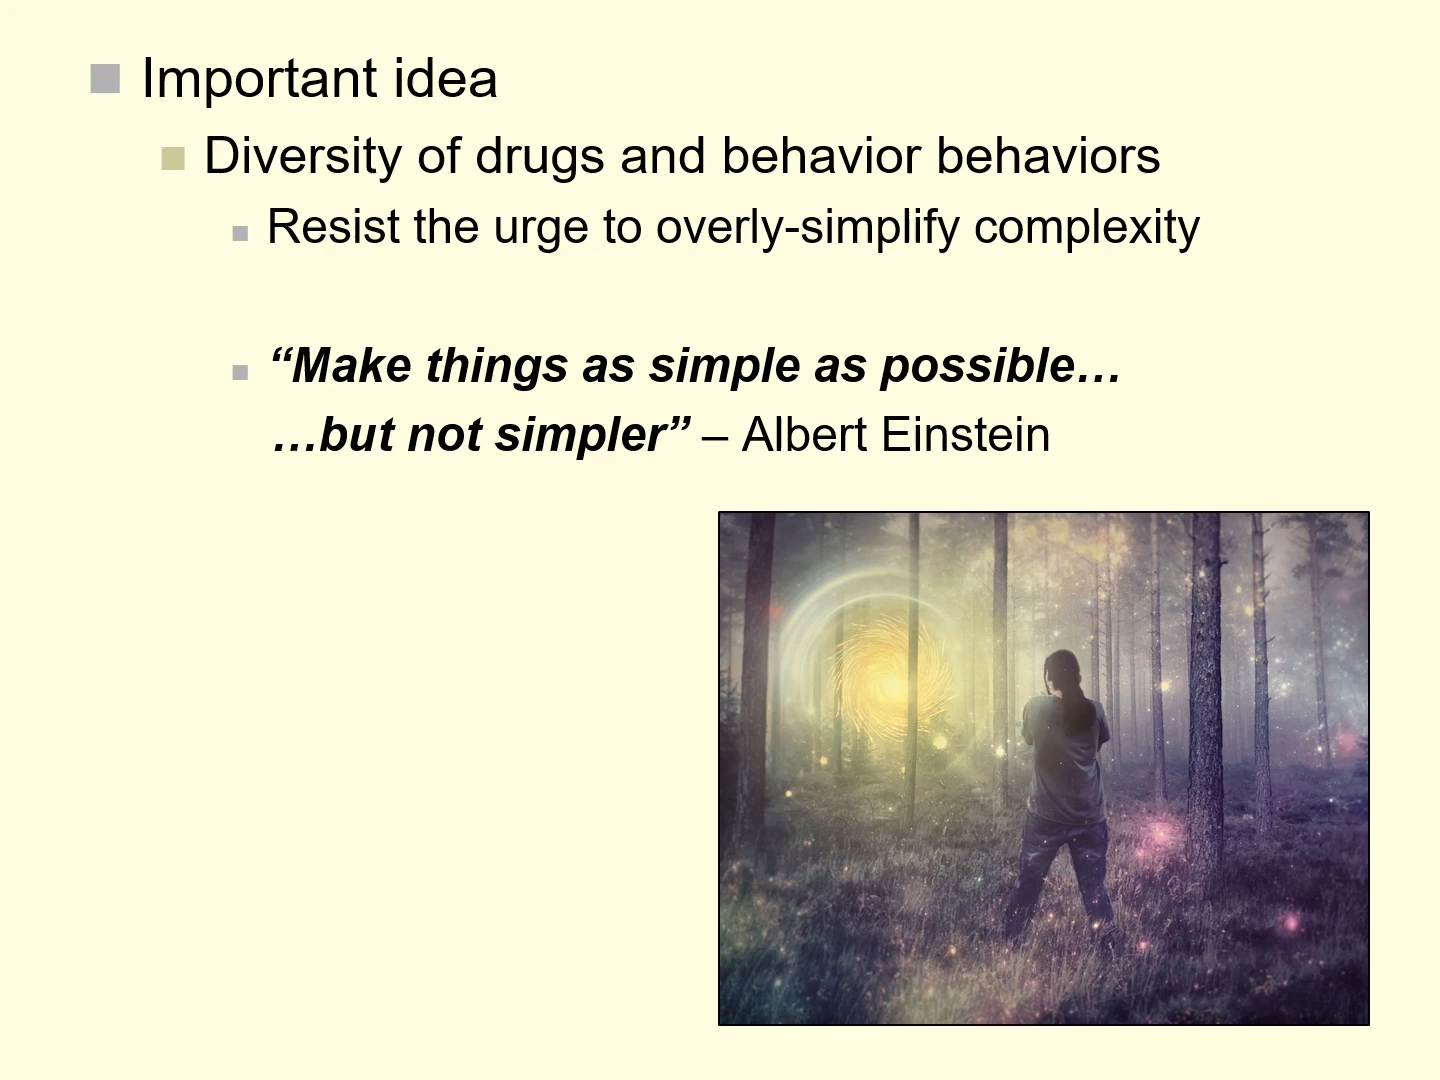 Important idea
Diversity of drugs and behavior behaviors
Resist the urge to overly-simplify complexity
“Make things as simple as possible…
…but not simpler” – Albert Einstein